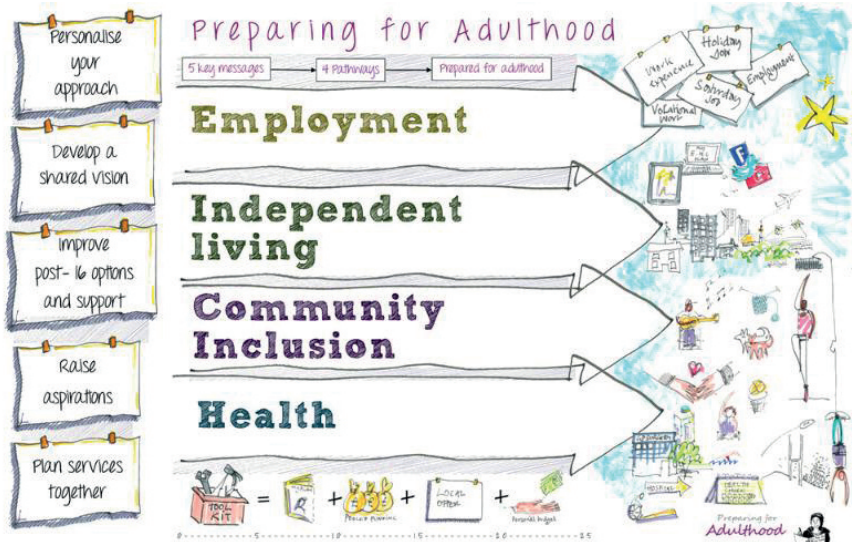 Preparing for Adulthood
5 key messages
4 Pathways
Prepared for adulthood
Personalise
your
approach
Develop a
shared vision
Improve
post-16 options
and support
Raise
aspirations
Plan services
together
Employment
Independent
living
Community
Inclusion
Health
Work
experience
Holiday
Job
Employment
Saturday
Job
Vocational
Work
TOOL
KIT
=
+
+
LOCAL
OFFER
+
Personal budget
0
5
10
15
20
25
HOSPITAL
Preparing for
Adulthood